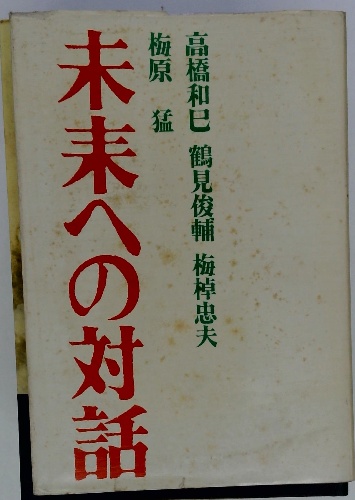 高橋和巳 鶴見俊輔 梅棹忠夫
梅原 猛
未来への対話